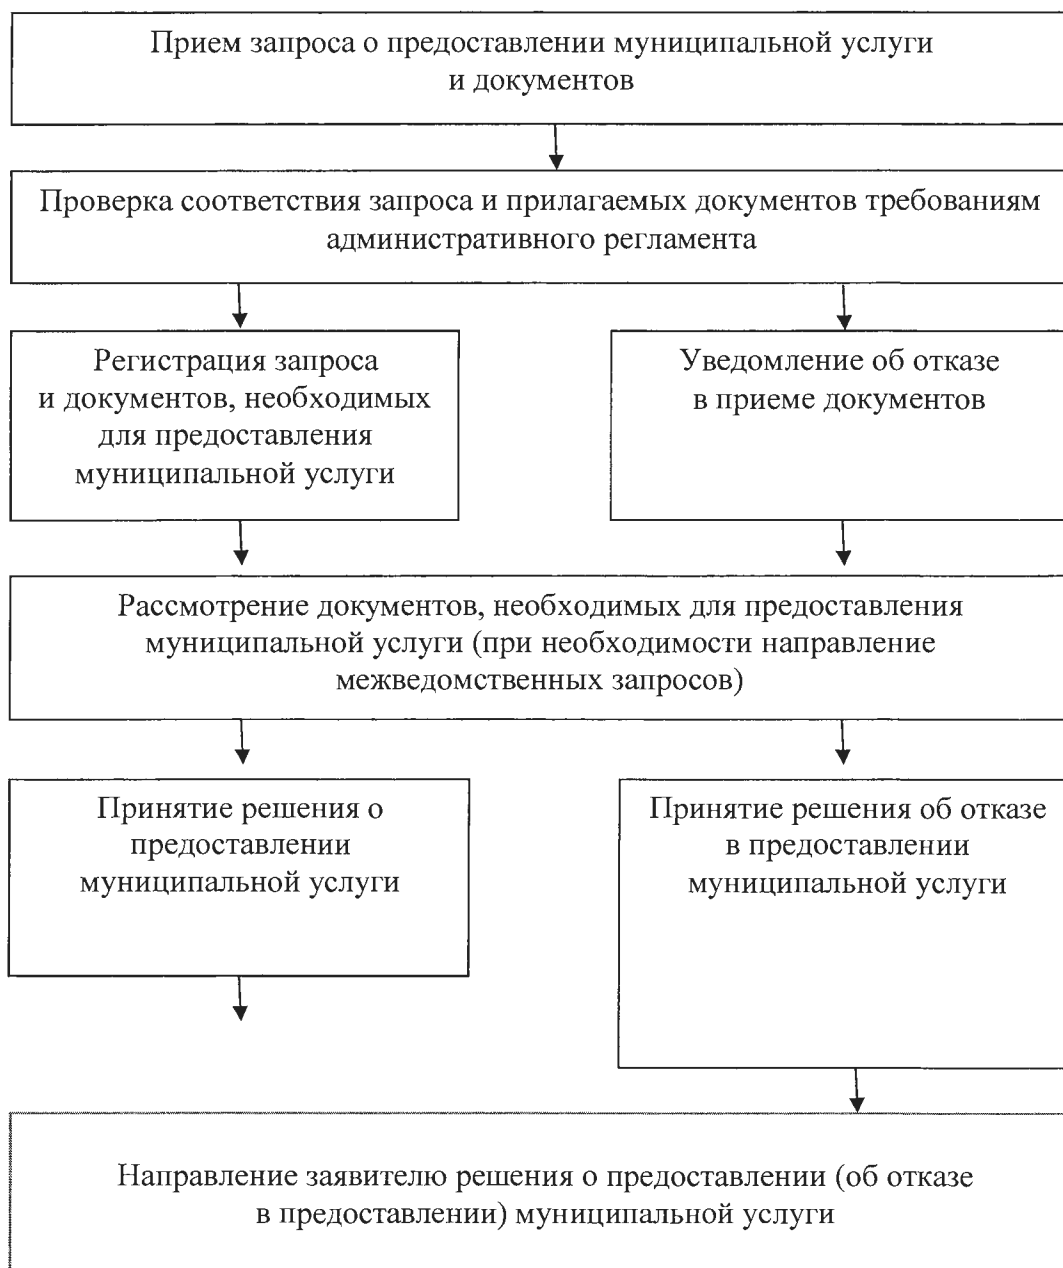 Прием запроса о предоставлении муниципальной услуги
и документов
Проверка соответствия запроса и прилагаемых документов требованиям
административного регламента
Регистрация запроса
и документов, необходимых
для предоставления
муниципальной услуги
Уведомление об отказе
в приеме документов
Рассмотрение документов, необходимых для предоставления
муниципальной услуги (при необходимости направление
межведомственных запросов)
Принятие решения о
предоставлении
муниципальной услуги
Принятие решения об отказе
в предоставлении
муниципальной услуги
Направление заявителю решения о предоставлении (об отказе
в предоставлении) муниципальной услуги